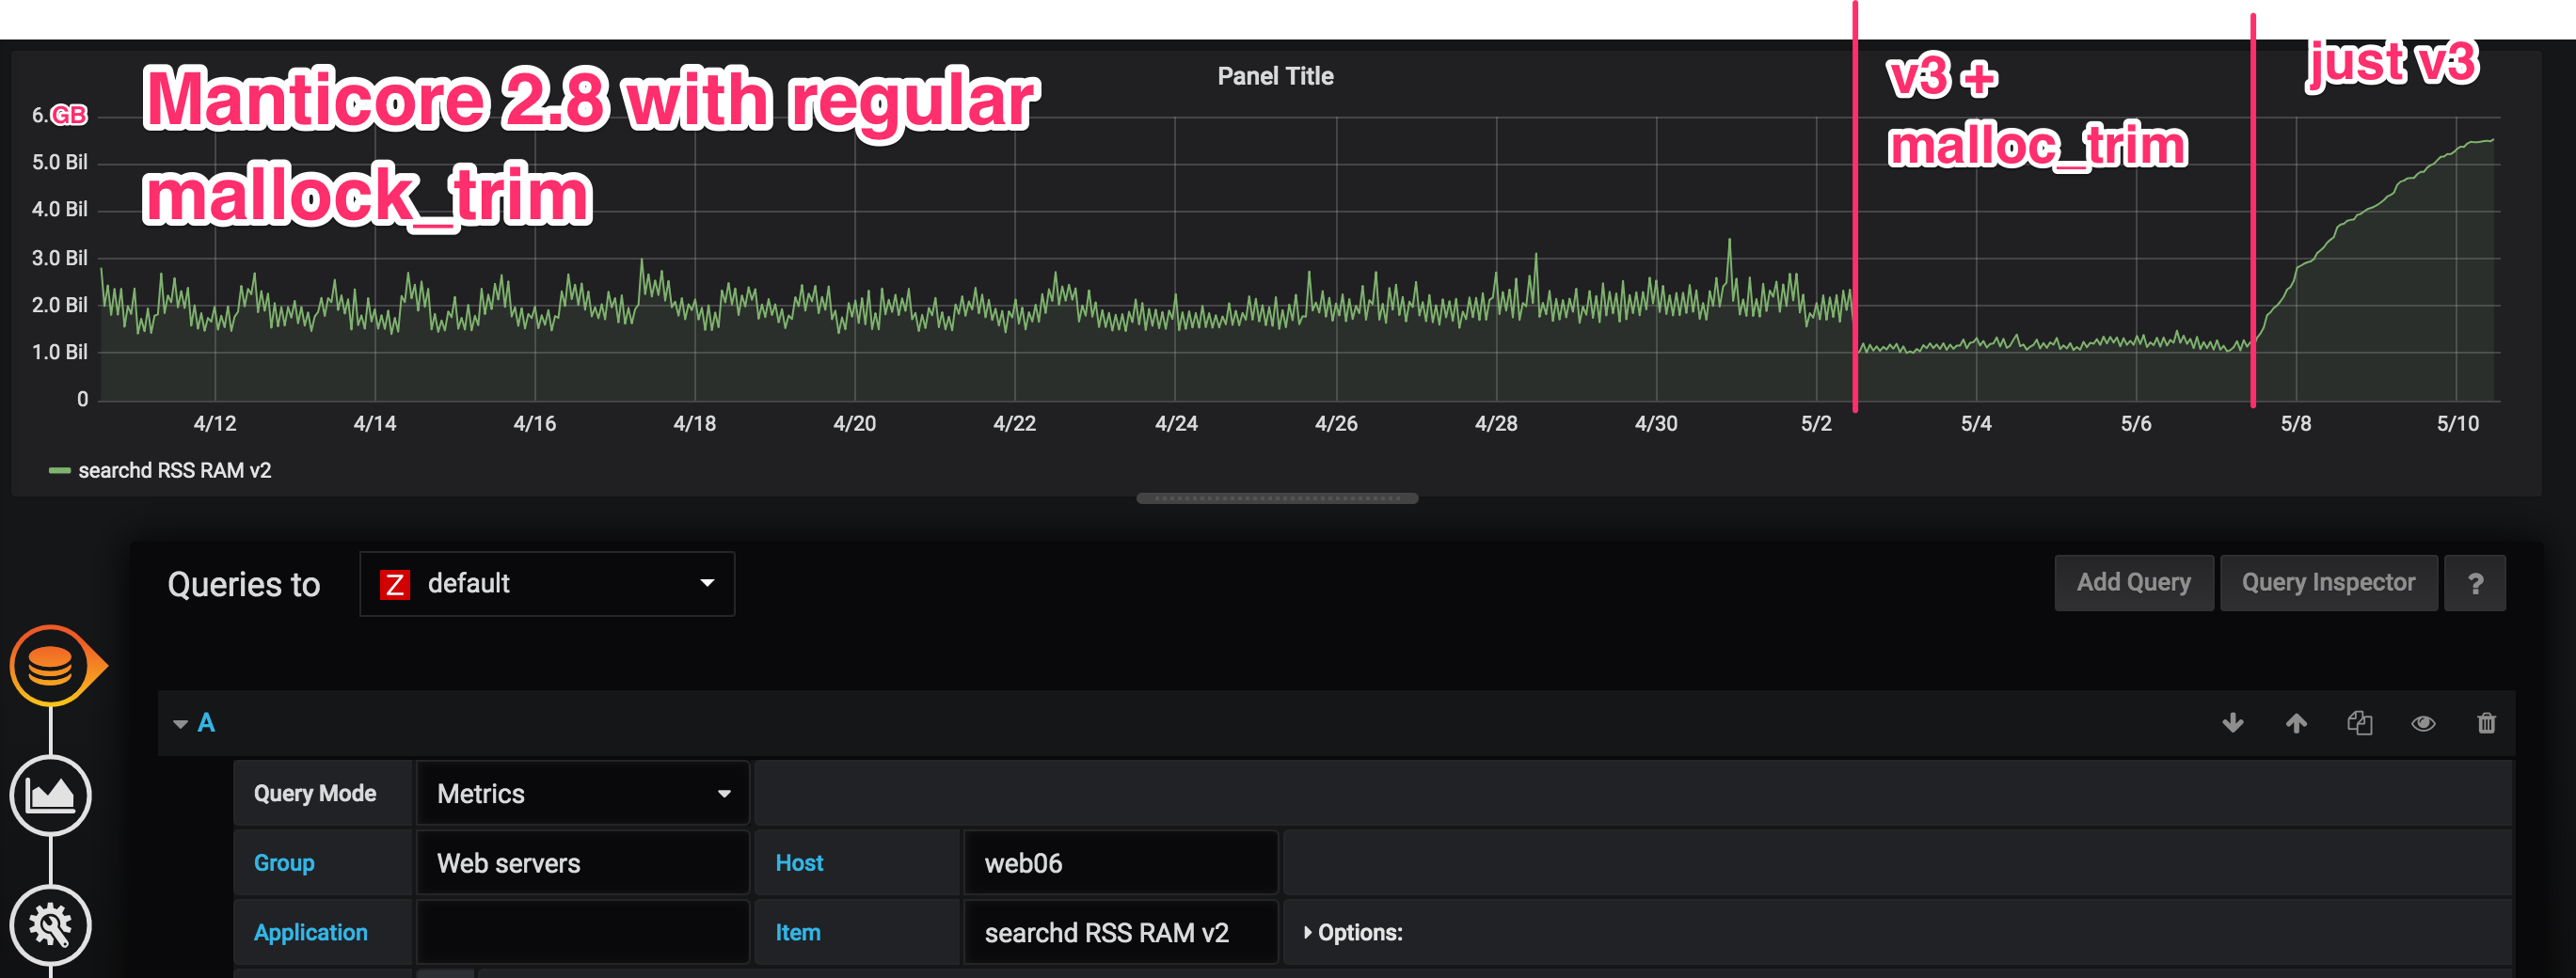 Panel Title
Manticore 2.8 with regular
mallock_trim
v3 +
malloc_trim
just v3
6.GB
5.0 Bil
4.0 Bil
3.0 Bil
2.0 Bil
1.0 Bil
0
4/12 4/14 4/16 4/18 4/20 4/22 4/24 4/26 4/28 4/30 5/2 5/4 5/6 5/8 5/10
searchd RSS RAM v2
Queries to Z default Add Query Query Inspector ?
A
Query Mode Metrics
Group Web servers Host web06
Application Item searchd RSS RAM v2 Options: